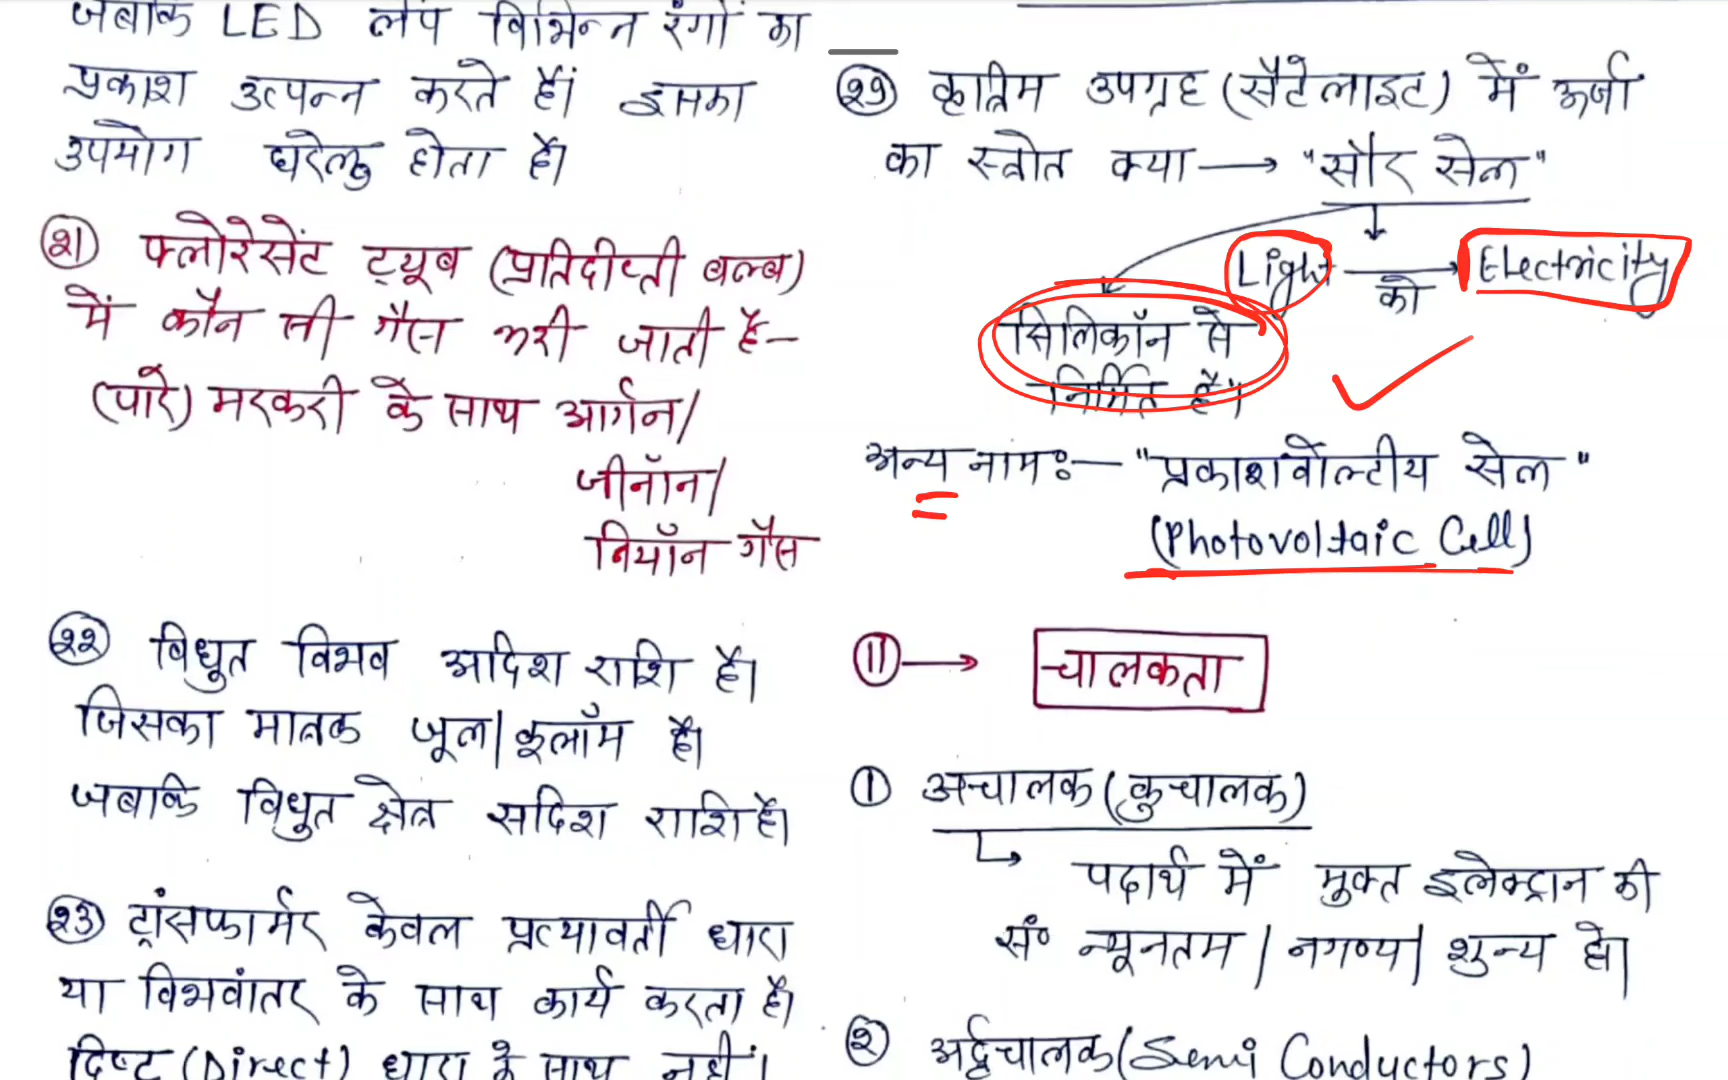 जबकि LED लैंप विभिन्न रंगों का
प्रकाश उत्पन्न करते हैं। इसका
उपयोग घरेलु होता है।
(21) फ्लोरेसेंट ट्यूब (प्रतिदीप्ती बल्ब)
में कौन सी गैस भरी जाती है-
(पारे) मरकरी के साथ आर्गन/
जीनॉन/
नियॉन गैस
(22) विधुत विभव अदिश राशि है।
जिसका मात्रक जूल/कूलॉम है।
जबकि विधुत क्षेत्र सदिश राशि है।
(23) ट्रांसफार्मर केवल प्रत्यावर्ती धारा
या विभवांतर के साथ कार्य करता है।
दिष्ट (Direct) धारा के साथ नहीं।
(29) कृत्रिम उपग्रह (सैटेलाइट) में ऊर्जा
का स्त्रोत क्या → "सौर सेल"
Light को → Electricity
सिलिकॉन से
निर्मित है।
अन्य नामः— "प्रकाशवोल्टीय सेल"
(Photovoltaic Cell)
(11) → चालकता
(1) अचालक (कुचालक)
पदार्थ में मुक्त इलेक्ट्रान की
सं० न्यूनतम / नगण्य / शुन्य हो।
(2) अर्द्धचालक (Semi Conductors)